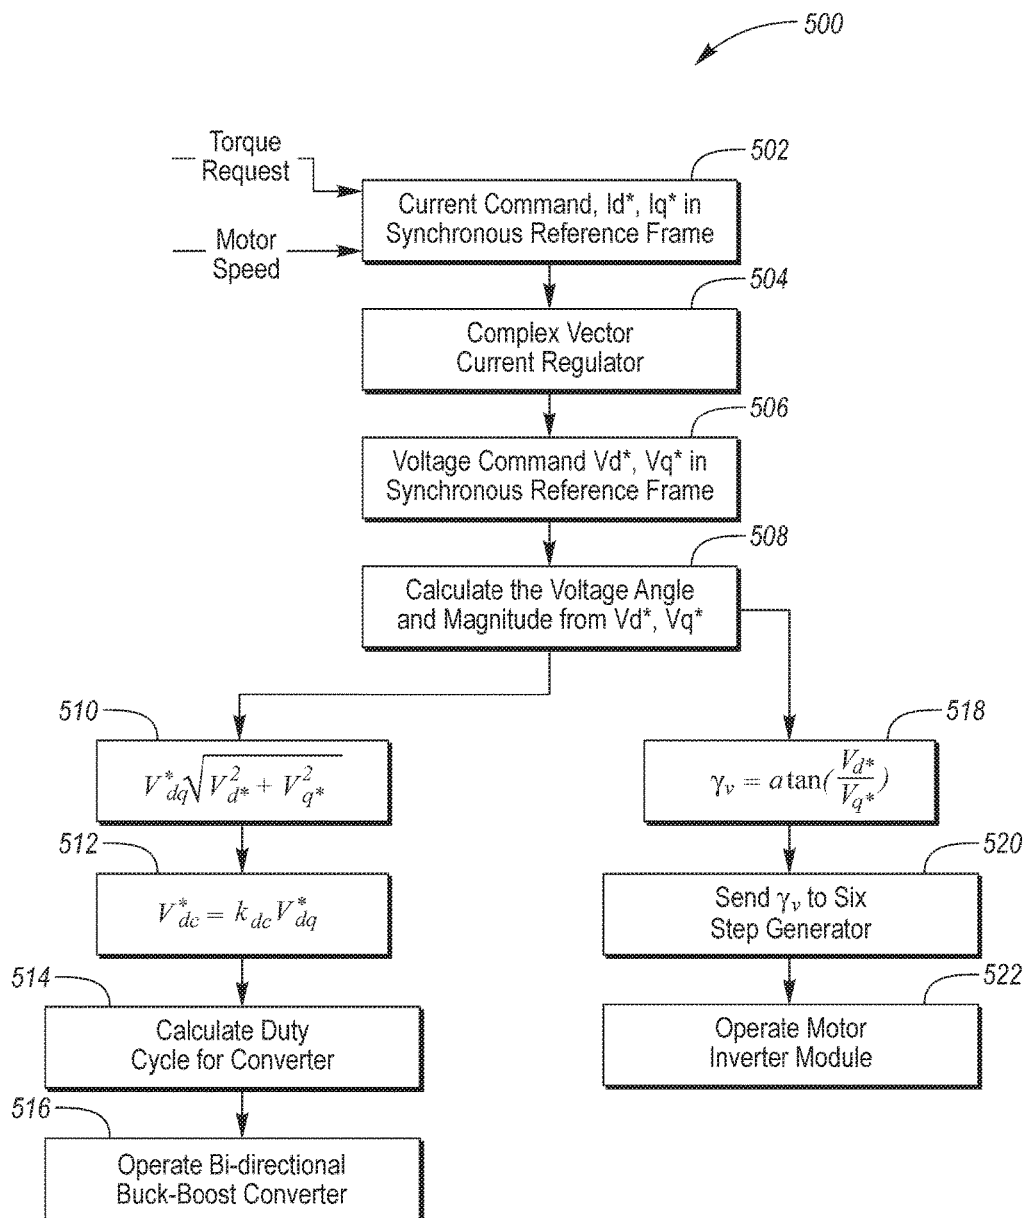 500
Torque
Request
Motor
Speed
502
Current Command, Id*, Iq* in
Synchronous Reference Frame
504
Complex Vector
Current Regulator
506
Voltage Command Vd*, Vq* in
Synchronous Reference Frame
508
Calculate the Voltage Angle
and Magnitude from Vd*, Vq*
510
V*dq√V²d* + V²q*
518
γv = atan(Vd*/Vq*)
512
V*dc = kdc V*dq
520
Send γv to Six
Step Generator
514
Calculate Duty
Cycle for Converter
522
Operate Motor
Inverter Module
516
Operate Bi-directional
Buck-Boost Converter